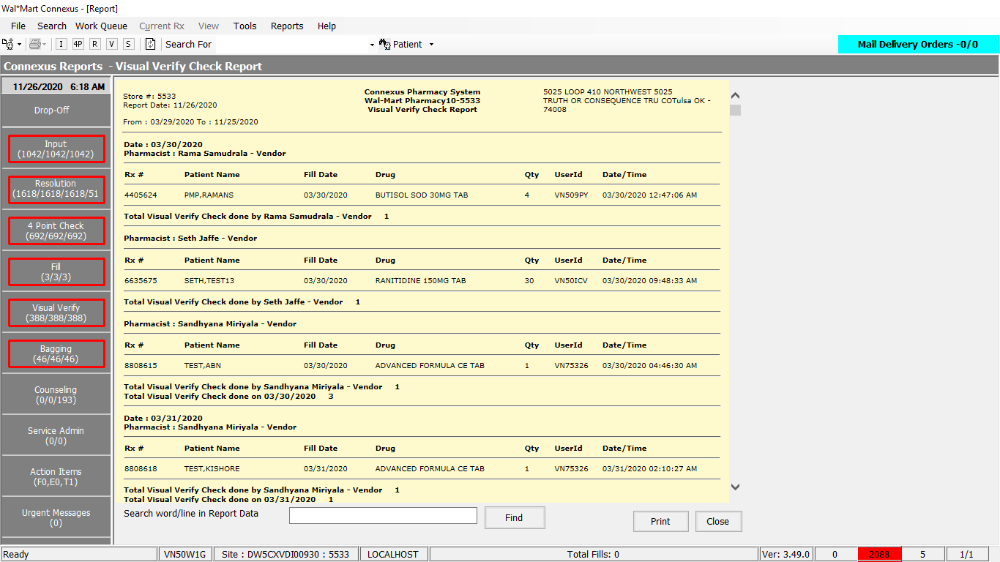 Wal*Mart Connexus - [Report]
File Search Work Queue Current Rx View Tools Reports Help
I 4P R V S Search For Patient Mail Delivery Orders -0/0
Connexus Reports - Visual Verify Check Report
11/26/2020 6:18 AM
Drop-Off
Input
(1042/1042/1042)
Resolution
(1618/1618/1618/51
4 Point Check
(692/692/692)
Fill
(3/3/3)
Visual Verify
(388/388/388)
Bagging
(46/46/46)
Counseling
(0/0/193)
Service Admin
(0/0)
Action Items
(F0,E0,T1)
Urgent Messages
(0)
Store #: 5533
Report Date: 11/26/2020
From : 03/29/2020 To : 11/25/2020
Connexus Pharmacy System
Wal-Mart Pharmacy10-5533
Visual Verify Check Report
5025 LOOP 410 NORTHWEST 5025
TRUTH OR CONSEQUENCE TRU COTulsa OK -
74008
Date : 03/30/2020
Pharmacist : Rama Samudrala - Vendor
Rx # Patient Name Fill Date Drug Qty UserId Date/Time
4405624 PMP,RAMANS 03/30/2020 BUTISOL SOD 30MG TAB 4 VN509PY 03/30/2020 12:47:06 AM
Total Visual Verify Check done by Rama Samudrala - Vendor 1
Pharmacist : Seth Jaffe - Vendor
Rx # Patient Name Fill Date Drug Qty UserId Date/Time
6635675 SETH,TEST13 03/30/2020 RANITIDINE 150MG TAB 30 VN50ICV 03/30/2020 09:48:33 AM
Total Visual Verify Check done by Seth Jaffe - Vendor 1
Pharmacist : Sandhyana Miriyala - Vendor
Rx # Patient Name Fill Date Drug Qty UserId Date/Time
8808615 TEST,ABN 03/30/2020 ADVANCED FORMULA CE TAB 1 VN75326 03/30/2020 04:46:30 AM
Total Visual Verify Check done by Sandhyana Miriyala - Vendor 1
Total Visual Verify Check done on 03/30/2020 3
Date : 03/31/2020
Pharmacist : Sandhyana Miriyala - Vendor
Rx # Patient Name Fill Date Drug Qty UserId Date/Time
8808618 TEST,KISHORE 03/31/2020 ADVANCED FORMULA CE TAB 1 VN75326 03/31/2020 02:10:27 AM
Total Visual Verify Check done by Sandhyana Miriyala - Vendor 1
Total Visual Verify Check done on 03/31/2020 1
Search word/line in Report Data Find Print Close
Ready VN50W1G Site : DW5CXVDI00930 : 5533 LOCALHOST Total Fills: 0 Ver: 3.49.0 0 2088 5 1/1